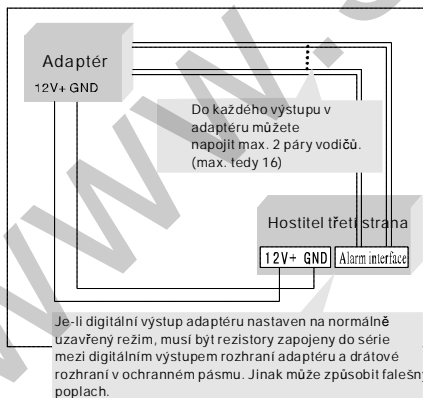 Adaptér
12V+ GND
Do každého výstupu v
adaptéru můžete
napojit max. 2 páry vodičů.
(max. tedy 16)
Hostitel třetí strana
12V+ GND
Alarm interface
Je-li digitální výstup adaptéru nastaven na normálně
uzavřený režim, musí být rezistory zapojeny do série
mezi digitálním výstupem rozhraní adaptéru a drátové
rozhraní v ochranném pásmu. Jinak může způsobit falešný
poplach.